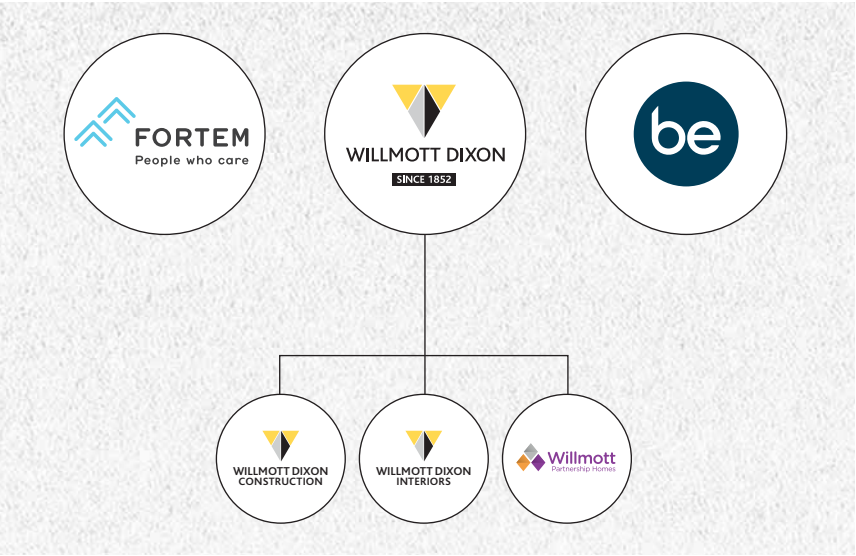 FORTEM
People who care
WILLMOTT DIXON
SINCE 1852
be
WILLMOTT DIXON
CONSTRUCTION
WILLMOTT DIXON
INTERIORS
Willmott
Partnership Homes